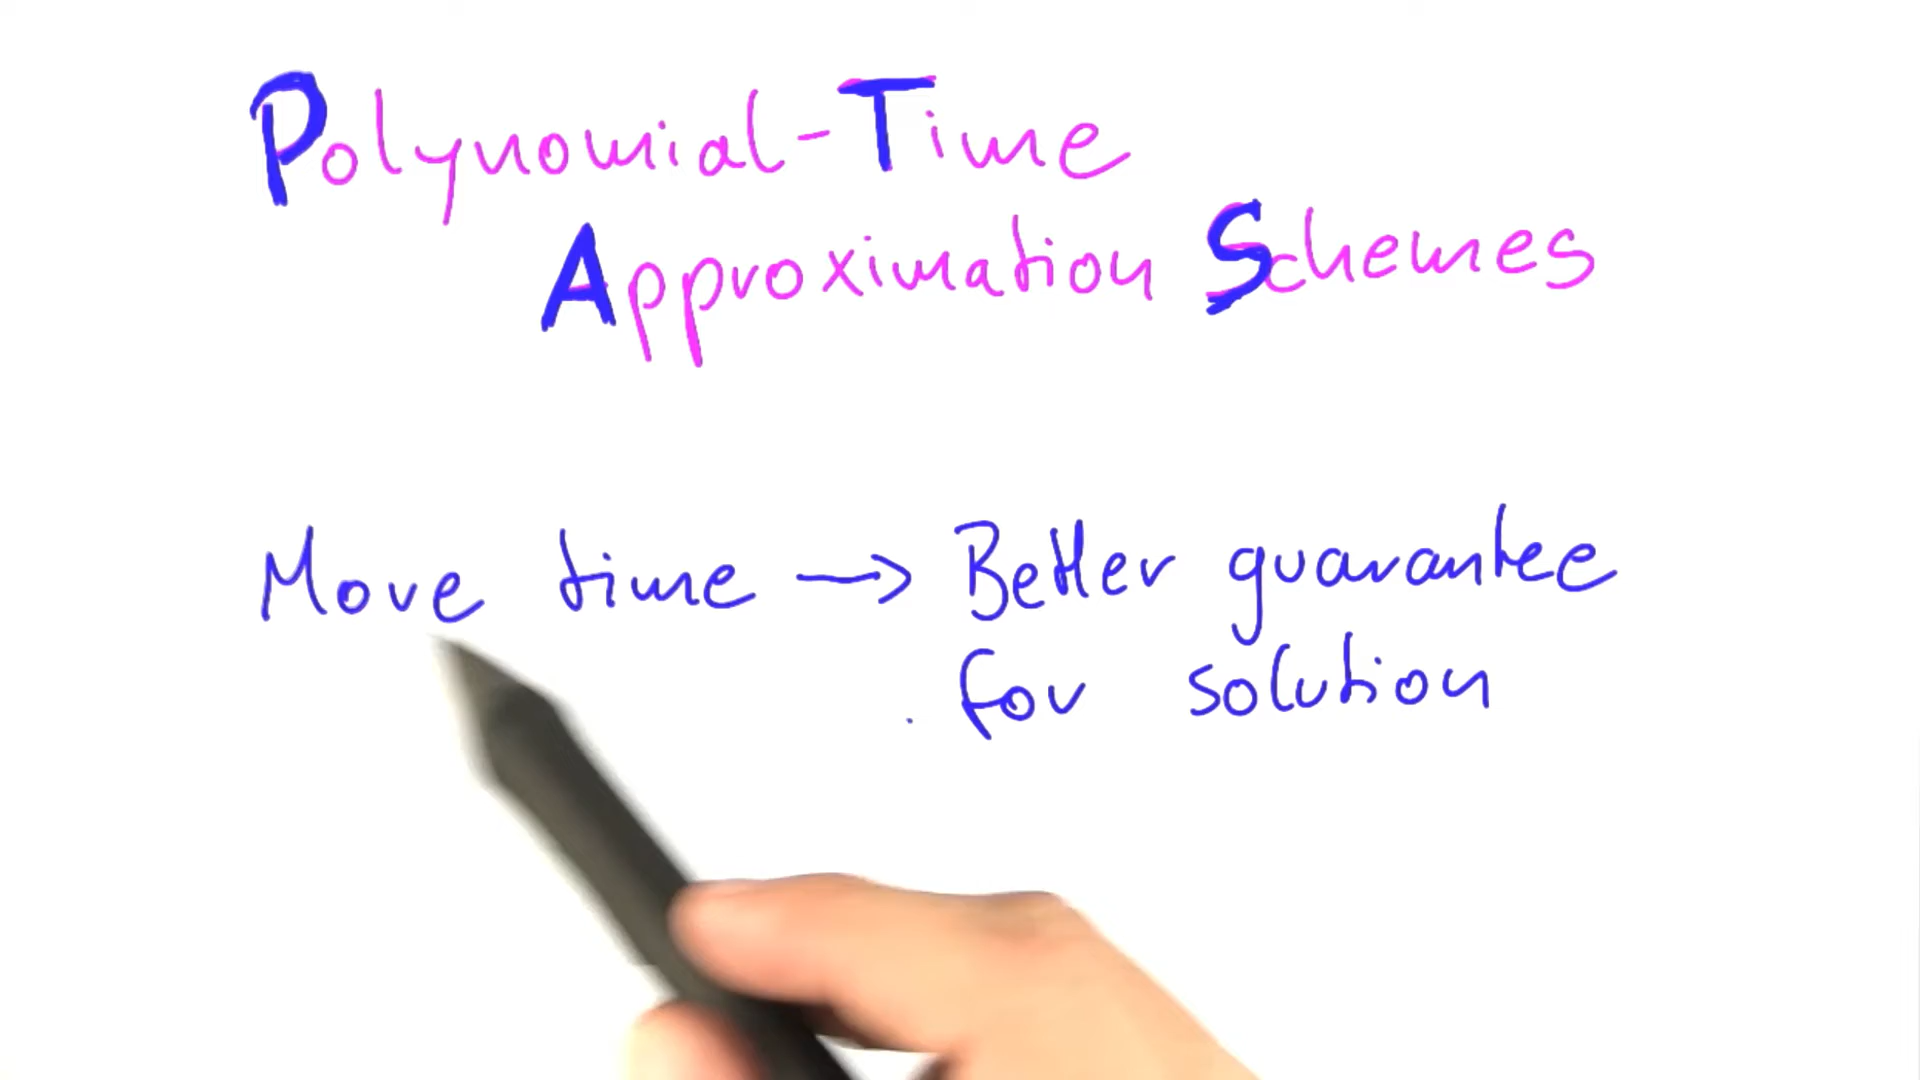 Polynomial-Time
Approximation Schemes
More time → Better guarantee
for solution